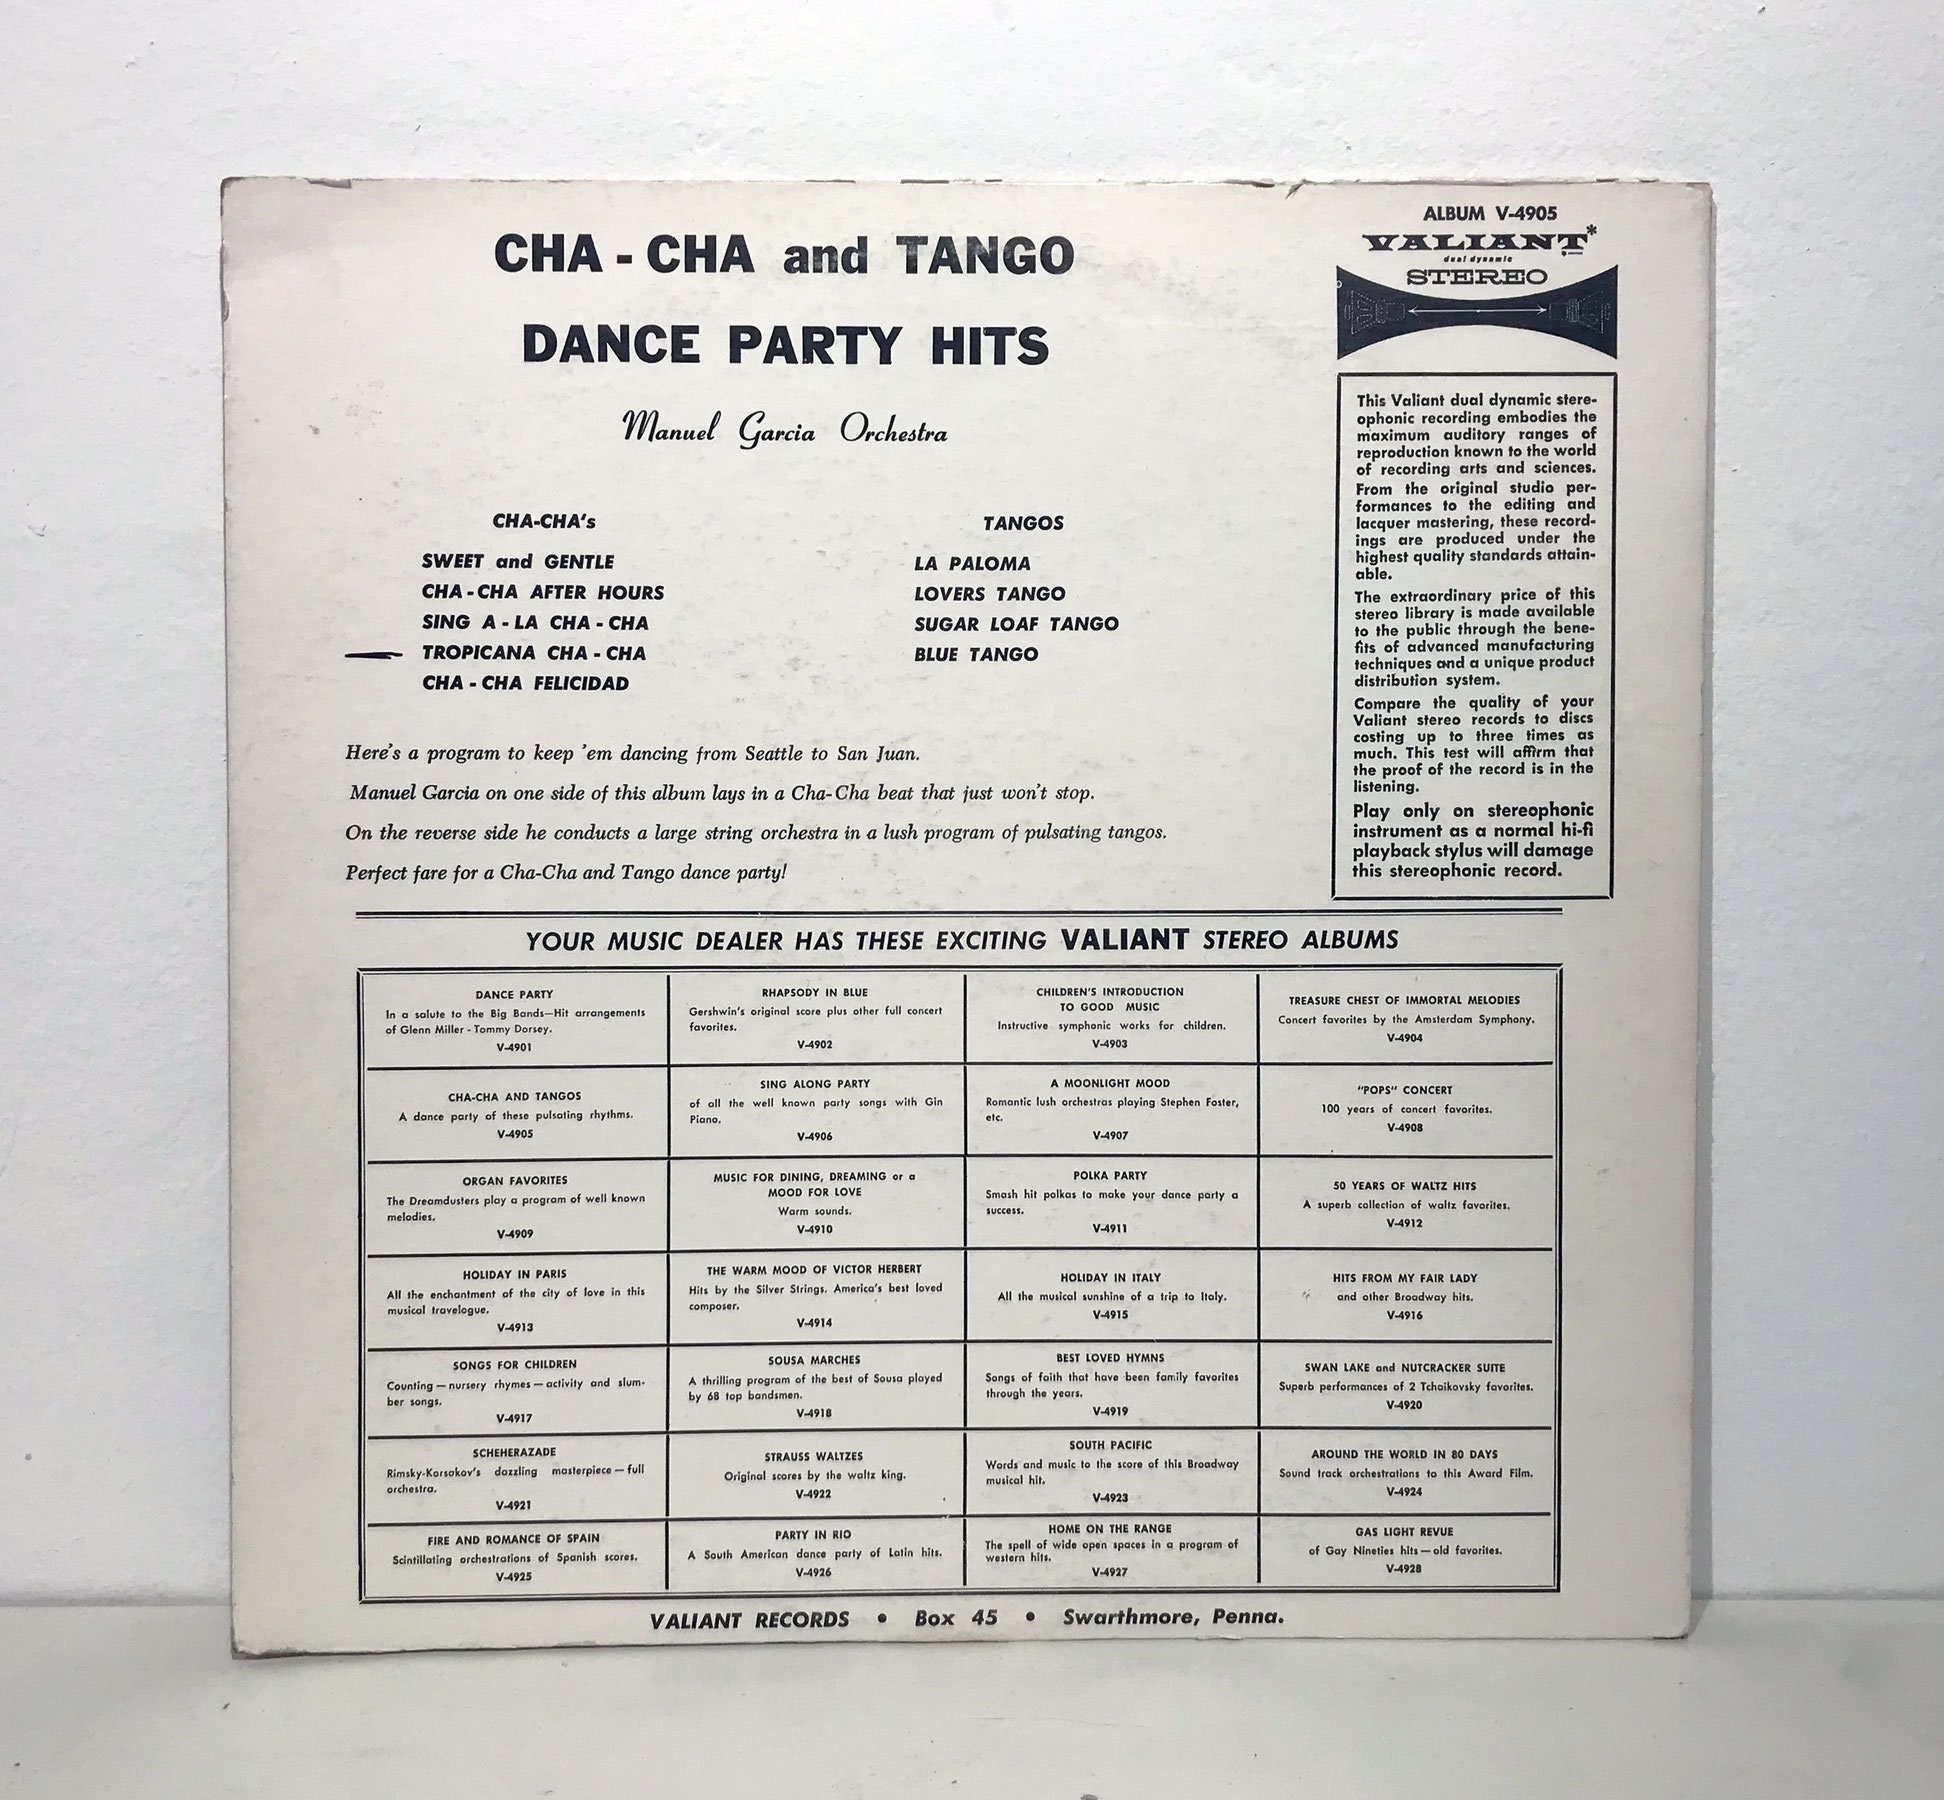 CHA - CHA and TANGO
DANCE PARTY HITS
Manuel Garcia Orchestra
CHA-CHA's
SWEET and GENTLE
CHA - CHA AFTER HOURS
SING A - LA CHA - CHA
TROPICANA CHA - CHA
CHA - CHA FELICIDAD
TANGOS
LA PALOMA
LOVERS TANGO
SUGAR LOAF TANGO
BLUE TANGO
Here's a program to keep 'em dancing from Seattle to San Juan.
Manuel Garcia on one side of this album lays in a Cha-Cha beat that just won't stop.
On the reverse side he conducts a large string orchestra in a lush program of pulsating tangos.
Perfect fare for a Cha-Cha and Tango dance party!
ALBUM V-4905
VALIANT*
dual dynamic
STEREO
This Valiant dual dynamic stere-
ophonic recording embodies the
maximum auditory ranges of
reproduction known to the world
of recording arts and sciences.
From the original studio per-
formances to the editing and
lacquer mastering, these record-
ings are produced under the
highest quality standards attain-
able.
The extraordinary price of this
stereo library is made available
to the public through the bene-
fits of advanced manufacturing
techniques and a unique product
distribution system.
Compare the quality of your
Valiant stereo records to discs
costing up to three times as
much. This test will affirm that
the proof of the record is in the
listening.
Play only on stereophonic
instrument as a normal hi-fi
playback stylus will damage
this stereophonic record.
YOUR MUSIC DEALER HAS THESE EXCITING VALIANT STEREO ALBUMS
DANCE PARTY
In a salute to the Big Bands—Hit arrangements
of Glenn Miller - Tommy Dorsey.
V-4901
RHAPSODY IN BLUE
Gershwin's original score plus other full concert
favorites.
V-4902
CHILDREN'S INTRODUCTION
TO GOOD MUSIC
Instructive symphonic works for children.
V-4903
TREASURE CHEST OF IMMORTAL MELODIES
Concert favorites by the Amsterdam Symphony.
V-4904
CHA-CHA AND TANGOS
A dance party of these pulsating rhythms.
V-4905
SING ALONG PARTY
of all the well known party songs with Gin
Piano.
V-4906
A MOONLIGHT MOOD
Romantic lush orchestras playing Stephen Foster,
etc.
V-4907
"POPS" CONCERT
100 years of concert favorites.
V-4908
ORGAN FAVORITES
The Dreamdusters play a program of well known
melodies.
V-4909
MUSIC FOR DINING, DREAMING or a
MOOD FOR LOVE
Warm sounds.
V-4910
POLKA PARTY
Smash hit polkas to make your dance party a
success.
V-4911
50 YEARS OF WALTZ HITS
A superb collection of waltz favorites.
V-4912
HOLIDAY IN PARIS
All the enchantment of the city of love in this
musical travelogue.
V-4913
THE WARM MOOD OF VICTOR HERBERT
Hits by the Silver Strings. America's best loved
composer.
V-4914
HOLIDAY IN ITALY
All the musical sunshine of a trip to Italy.
V-4915
HITS FROM MY FAIR LADY
and other Broadway hits.
V-4916
SONGS FOR CHILDREN
Counting — nursery rhymes — activity and slum-
ber songs.
V-4917
SOUSA MARCHES
A thrilling program of the best of Sousa played
by 68 top bandsmen.
V-4918
BEST LOVED HYMNS
Songs of faith that have been family favorites
through the years.
V-4919
SWAN LAKE and NUTCRACKER SUITE
Superb performances of 2 Tchaikovsky favorites.
V-4920
SCHEHERAZADE
Rimsky-Korsakov's dazzling masterpiece — full
orchestra.
V-4921
STRAUSS WALTZES
Original scores by the waltz king.
V-4922
SOUTH PACIFIC
Words and music to the score of this Broadway
musical hit.
V-4923
AROUND THE WORLD IN 80 DAYS
Sound track orchestrations to this Award Film.
V-4924
FIRE AND ROMANCE OF SPAIN
Scintillating orchestrations of Spanish scores.
V-4925
PARTY IN RIO
A South American dance party of Latin hits.
V-4926
HOME ON THE RANGE
The spell of wide open spaces in a program of
western hits.
V-4927
GAS LIGHT REVUE
of Gay Nineties hits — old favorites.
V-4928
VALIANT RECORDS • Box 45 • Swarthmore, Penna.